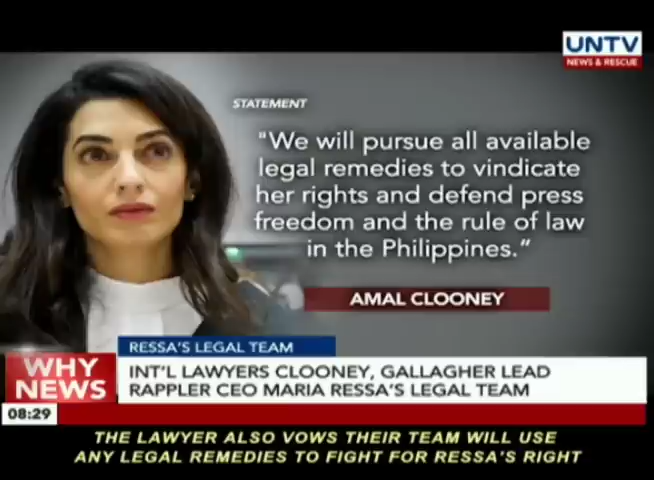 UNTV
NEWS & RESCUE
STATEMENT
"We will pursue all available
legal remedies to vindicate
her rights and defend press
freedom and the rule of law
in the Philippines."
AMAL CLOONEY
RESSA'S LEGAL TEAM
WHY
NEWS
INT'L LAWYERS CLOONEY, GALLAGHER LEAD
RAPPLER CEO MARIA RESSA'S LEGAL TEAM
08:29
THE LAWYER ALSO VOWS THEIR TEAM WILL USE
ANY LEGAL REMEDIES TO FIGHT FOR RESSA'S RIGHT